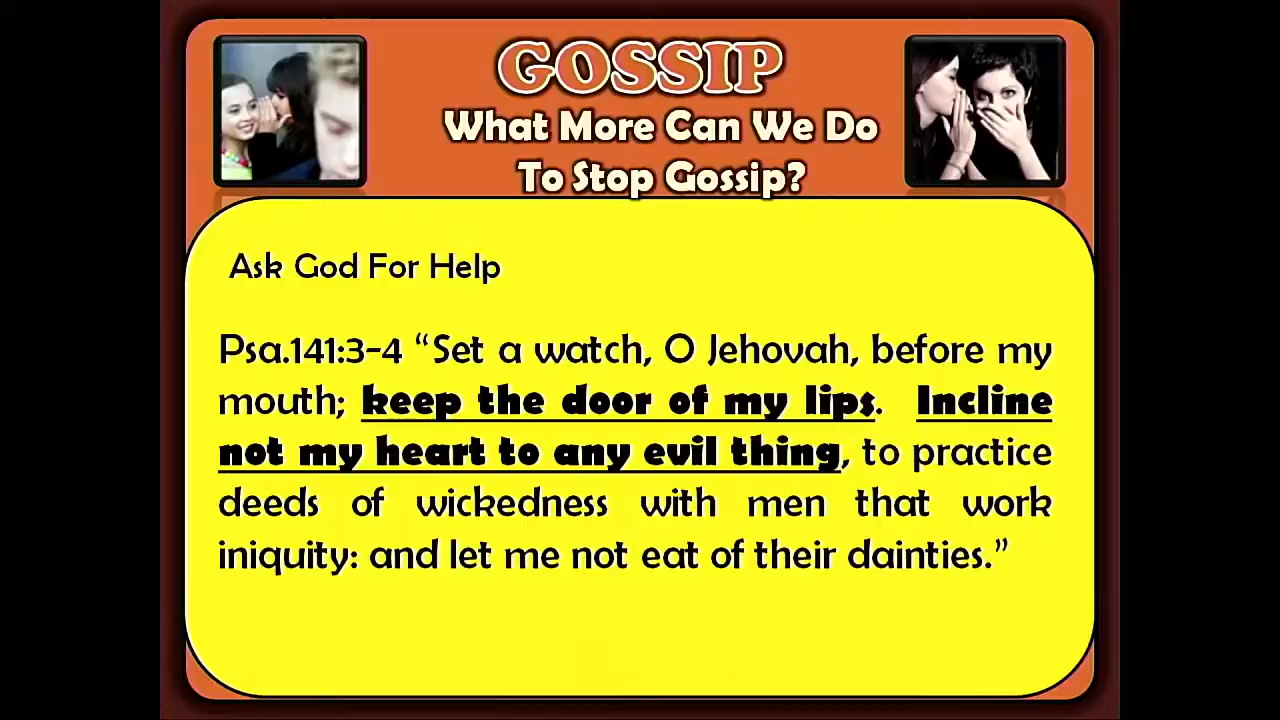 GOSSIP
What More Can We Do
To Stop Gossip?
Ask God For Help
Psa.141:3-4 “Set a watch, O Jehovah, before my
mouth; keep the door of my lips. Incline
not my heart to any evil thing, to practice
deeds of wickedness with men that work
iniquity: and let me not eat of their dainties.”